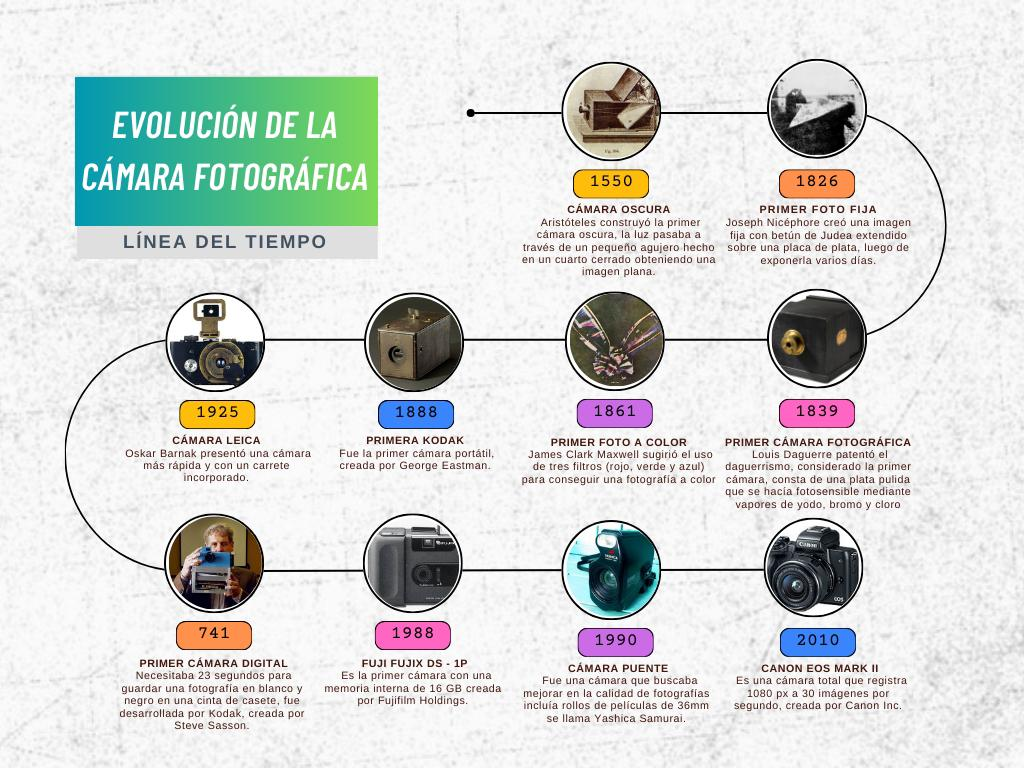 EVOLUCIÓN DE LA
CÁMARA FOTOGRÁFICA
LÍNEA DEL TIEMPO
1550
CÁMARA OSCURA
Aristóteles construyó la primer
cámara oscura, la luz pasaba a
través de un pequeño agujero hecho
en un cuarto cerrado obteniendo una
imagen plana.
1826
PRIMER FOTO FIJA
Joseph Nicéphore creó una imagen
fija con betún de Judea extendido
sobre una placa de plata, luego de
exponerla varios días.
1839
PRIMER CÁMARA FOTOGRÁFICA
Louis Daguerre patentó el
daguerrismo, considerado la primer
cámara, consta de una plata pulida
que se hacía fotosensible mediante
vapores de yodo, bromo y cloro
1861
PRIMER FOTO A COLOR
James Clark Maxwell sugirió el uso
de tres filtros (rojo, verde y azul)
para conseguir una fotografía a color
1888
PRIMERA KODAK
Fue la primer cámara portátil,
creada por George Eastman.
1925
CÁMARA LEICA
Oskar Barnak presentó una cámara
más rápida y con un carrete
incorporado.
741
PRIMER CÁMARA DIGITAL
Necesitaba 23 segundos para
guardar una fotografía en blanco y
negro en una cinta de casete, fue
desarrollada por Kodak, creada por
Steve Sasson.
1988
FUJI FUJIX DS - 1P
Es la primer cámara con una
memoria interna de 16 GB creada
por Fujifilm Holdings.
1990
CÁMARA PUENTE
Fue una cámara que buscaba
mejorar en la calidad de fotografías
incluía rollos de películas de 36mm
se llama Yashica Samurai.
Canon
EOS
2010
CANON EOS MARK II
Es una cámara total que registra
1080 px a 30 imágenes por
segundo, creada por Canon Inc.